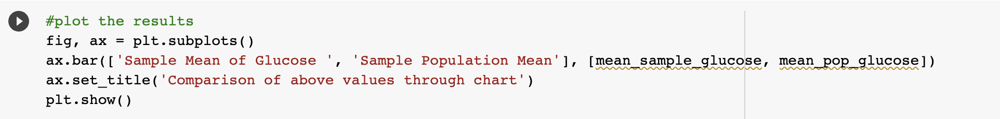 #plot the results
fig, ax = plt.subplots()
ax.bar(['Sample Mean of Glucose ', 'Sample Population Mean'], [mean_sample_glucose, mean_pop_glucose])
ax.set_title('Comparison of above values through chart')
plt.show()